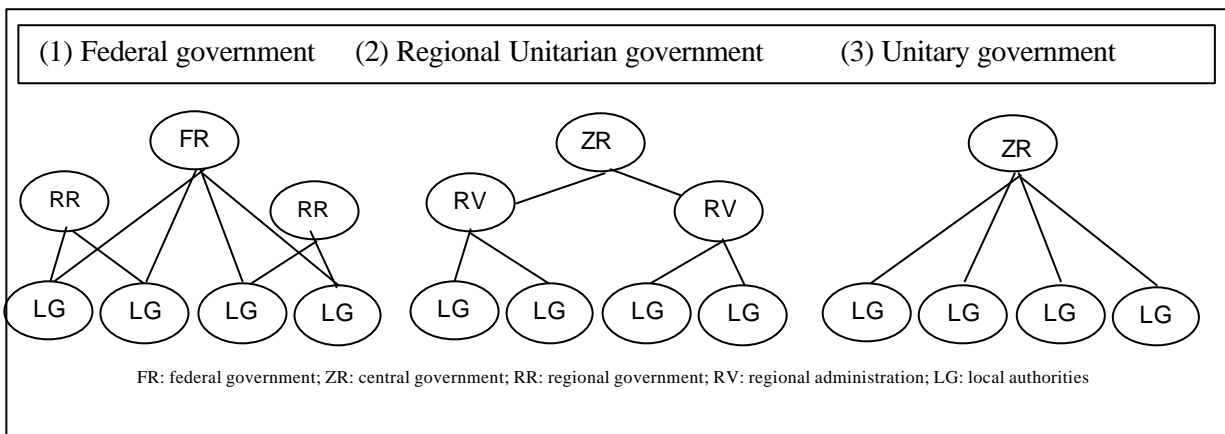 (1) Federal government (2) Regional Unitarian government (3) Unitary government
FR ZR ZR
RR RR RV RV
LG LG LG LG LG LG LG LG LG LG LG LG
FR: federal government; ZR: central government; RR: regional government; RV: regional administration; LG: local authorities